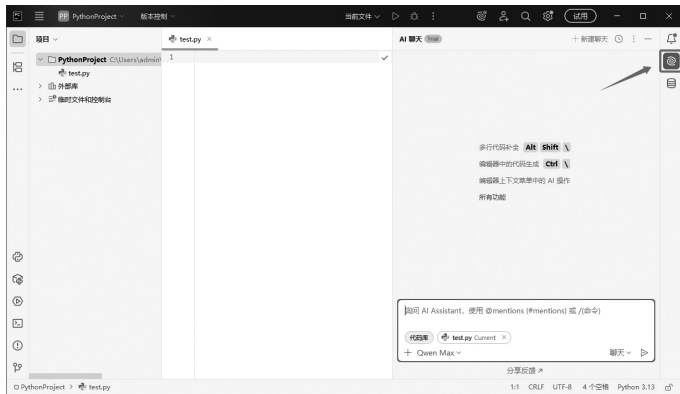 PP PythonProject 版本控制 当前文件 试用
项目
PythonProject C:\Users\admin\
test.py
外部库
临时文件和控制台
test.py
1
AI 聊天 Trial 新建聊天
多行代码补全 Alt Shift \
编辑器中的代码生成 Ctrl \
编辑器上下文菜单中的 AI 操作
所有功能
询问 AI Assistant、使用 @mentions (#mentions) 或 /(命令)
代码库 test.py Current
Qwen Max 聊天
分享反馈
PythonProject > test.py 1:1 CRLF UTF-8 4 个空格 Python 3.13